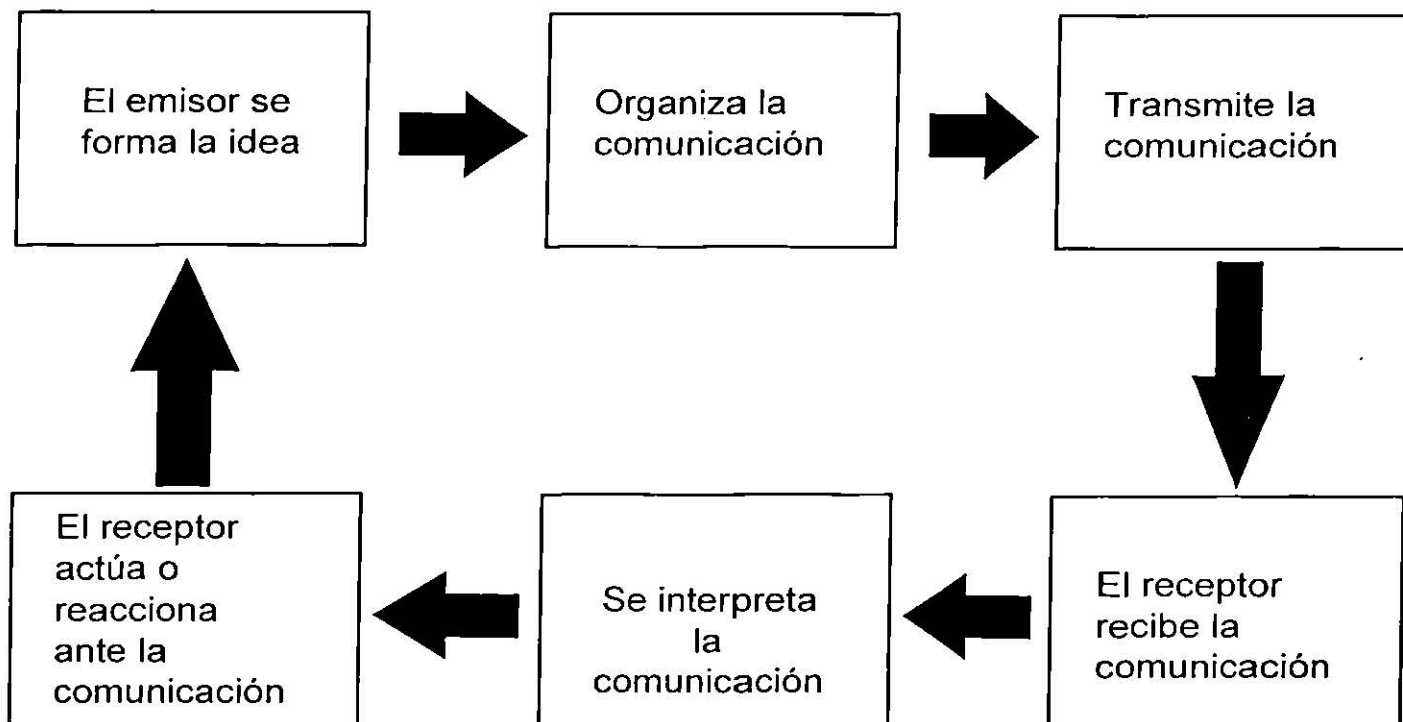 El emisor se
forma la idea
Organiza la
comunicación
Transmite la
comunicación
El receptor
recibe la
comunicación
Se interpreta
la
comunicación
El receptor
actúa o
reacciona
ante la
comunicación